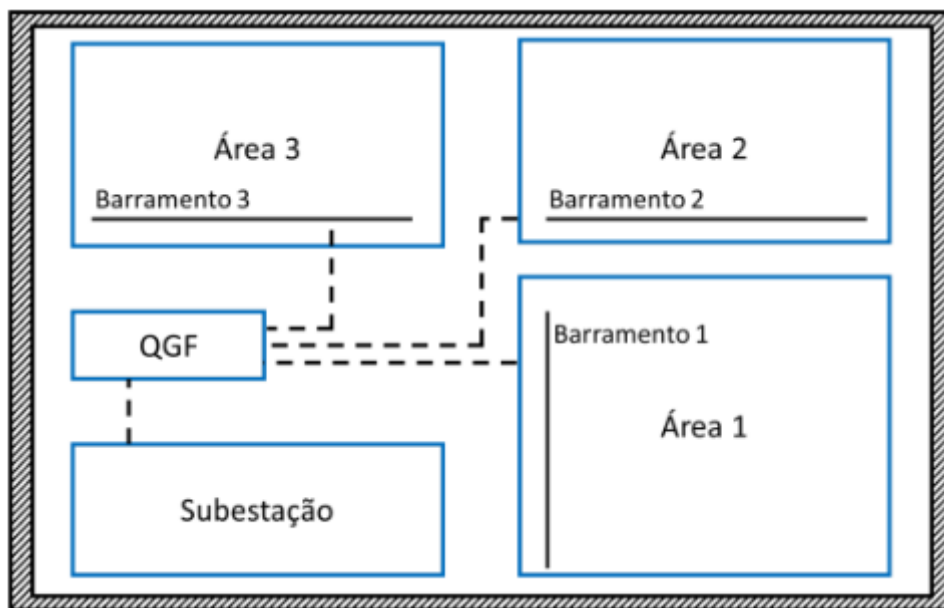 Área 3
Barramento 3
Área 2
Barramento 2
QGF
Barramento 1
Área 1
Subestação